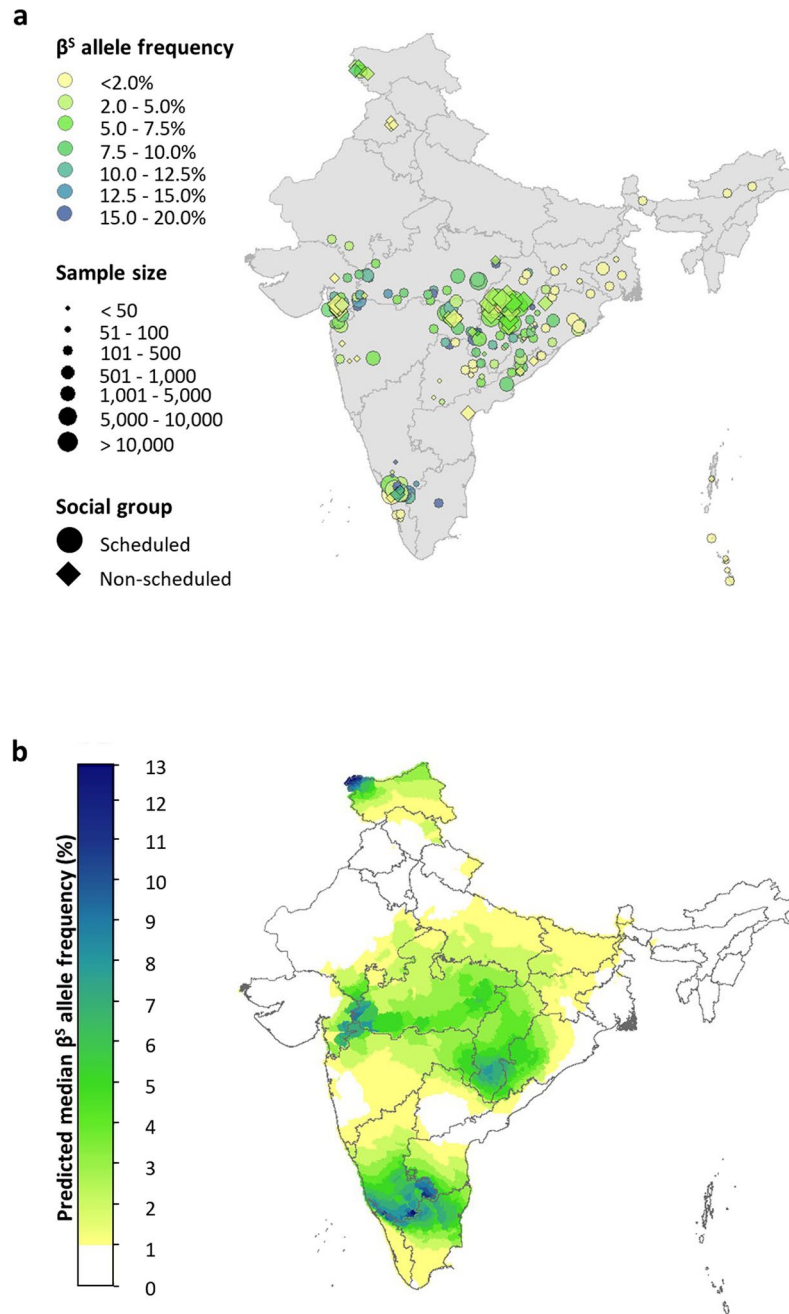 a
βˢ allele frequency
<2.0%
2.0 - 5.0%
5.0 - 7.5%
7.5 - 10.0%
10.0 - 12.5%
12.5 - 15.0%
15.0 - 20.0%
Sample size
< 50
51 - 100
101 - 500
501 - 1,000
1,001 - 5,000
5,000 - 10,000
> 10,000
Social group
Scheduled
Non-scheduled
b
Predicted median βˢ allele frequency (%)
13
12
11
10
9
8
7
6
5
4
3
2
1
0